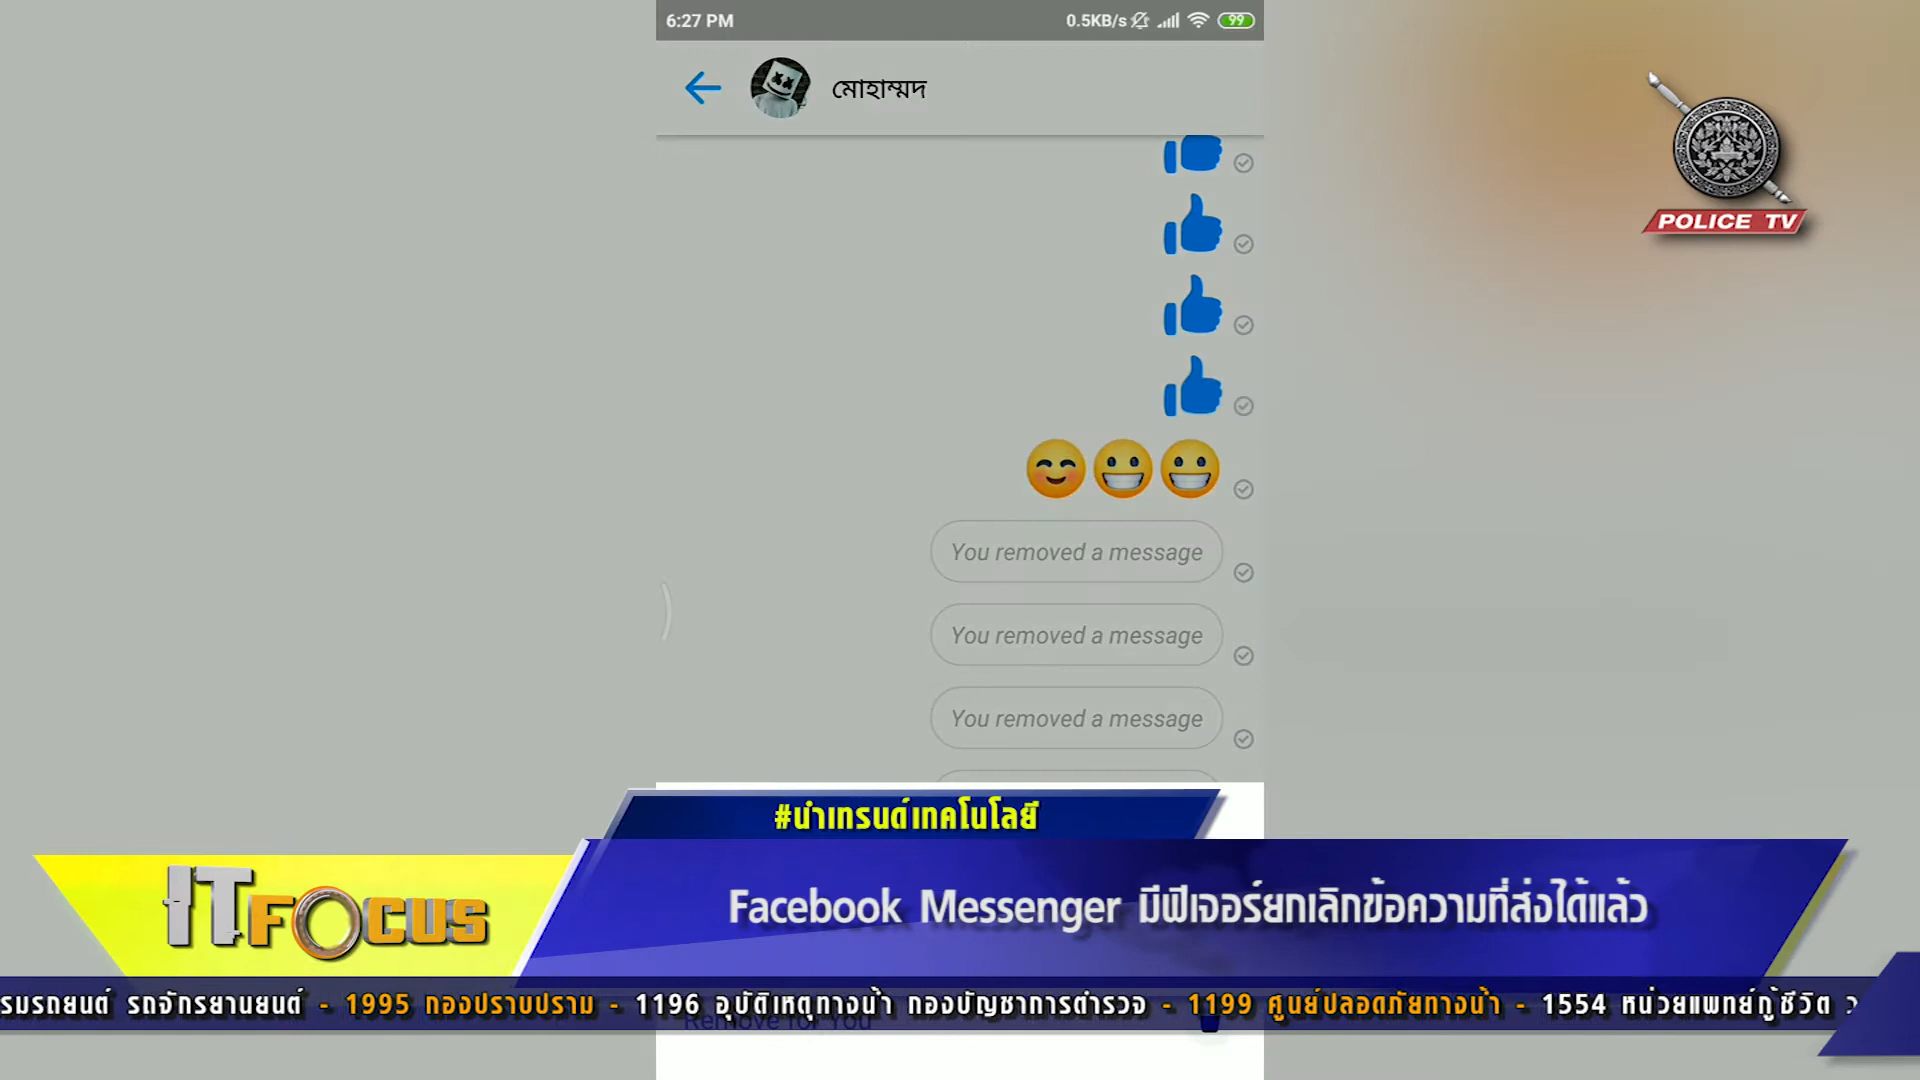 6:27 PM
0.5KB/s
99
মোহাম্মদ
POLICE TV
You removed a message
You removed a message
You removed a message
#นำเทรนด์เทคโนโลยี
IT FOCUS
Facebook Messenger มีฟีเจอร์ยกเลิกข้อความที่ส่งได้แล้ว
รมรถยนต์ รถจักรยานยนต์ - 1995 กองปราบปราม - 1196 อุบัติเหตุทางน้ำ กองบัญชาการตำรวจ - 1199 ศูนย์ปลอดภัยทางน้ำ - 1554 หน่วยแพทย์กู้ชีวิต
Remove for You